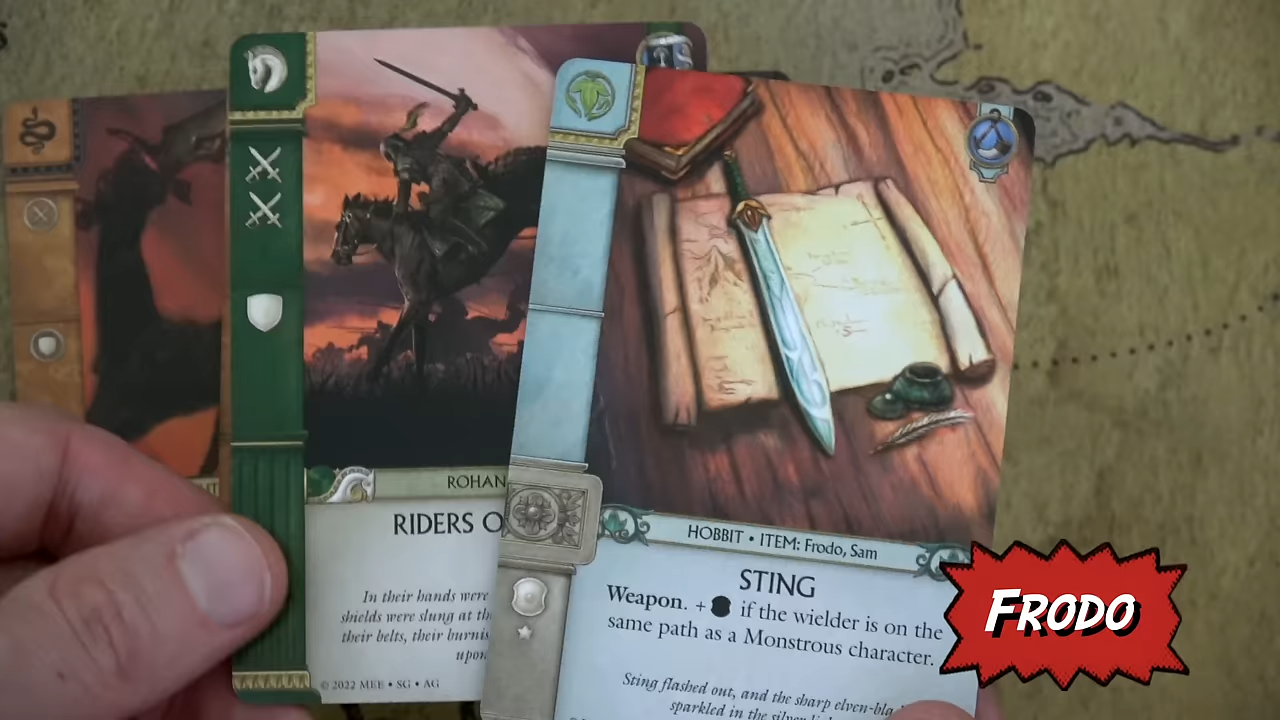 ROHAN
RIDERS O
In their hands were
shields were slung at th
their belts, their burnis
upon
© 2022 MEE • SG • AG
HOBBIT • ITEM: Frodo, Sam
STING
Weapon. + if the wielder is on the
same path as a Monstrous character.
Sting flashed out, and the sharp elven-bla
sparkled in the silver li
FRODO